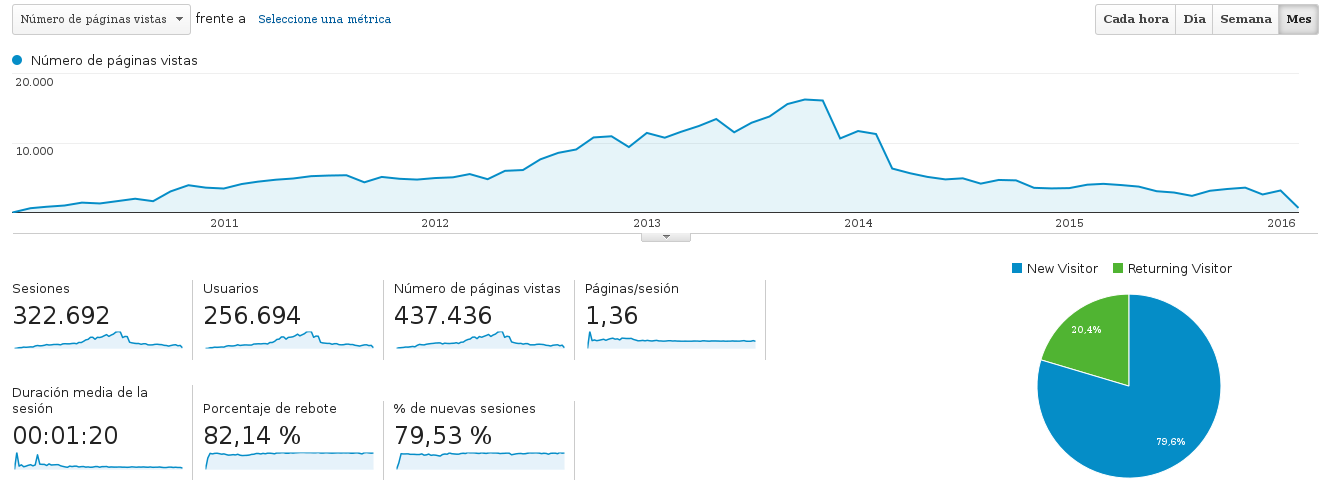 Número de páginas vistas frente a Seleccione una métrica
Cada hora Día Semana Mes
Número de páginas vistas
20.000
10.000
2011 2012 2013 2014 2015 2016
New Visitor Returning Visitor
Sesiones
322.692
Usuarios
256.694
Número de páginas vistas
437.436
Páginas/sesión
1,36
Duración media de la
sesión
00:01:20
Porcentaje de rebote
82,14 %
% de nuevas sesiones
79,53 %
20,4%
79,6%